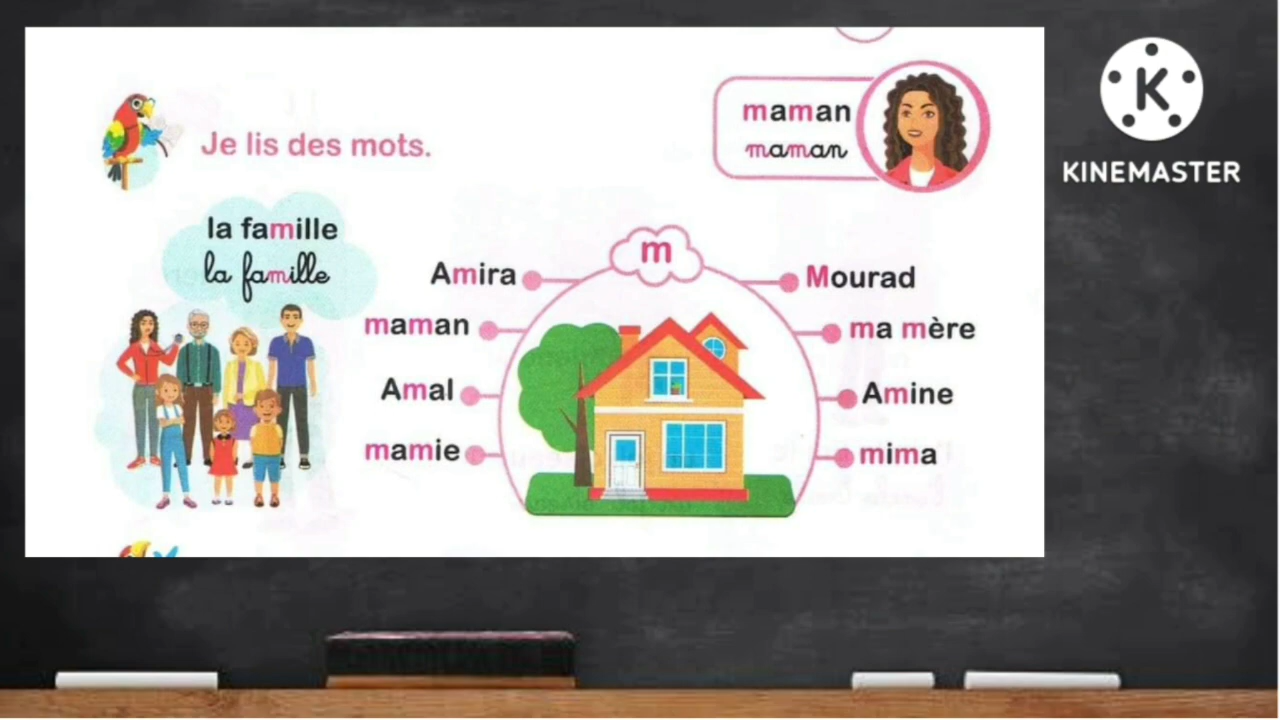 maman
maman
Je lis des mots.
la famille
la famille
m
Amira
maman
Amal
mamie
Mourad
ma mère
Amine
mima
K
KINEMASTER